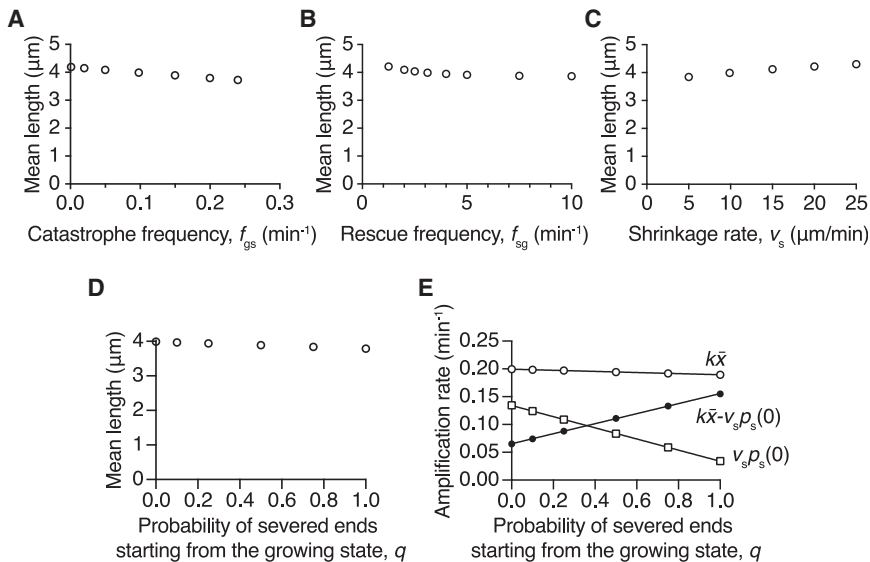 A
Mean length (μm)
5
4
3
2
1
0
0.0 0.1 0.2 0.3
Catastrophe frequency, fgs (min-1)
B
Mean length (μm)
5
4
3
2
1
0
0 5 10
Rescue frequency, fsg (min-1)
C
Mean length (μm)
5
4
3
2
1
0
0 5 10 15 20 25
Shrinkage rate, vs (μm/min)
D
Mean length (μm)
4
3
2
1
0
0.0 0.2 0.4 0.6 0.8 1.0
Probability of severed ends
starting from the growing state, q
E
Amplification rate (min-1)
0.25
0.20
0.15
0.10
0.05
0.00
kx̄
kx̄-vsps(0)
vsps(0)
0.0 0.2 0.4 0.6 0.8 1.0
Probability of severed ends
starting from the growing state, q